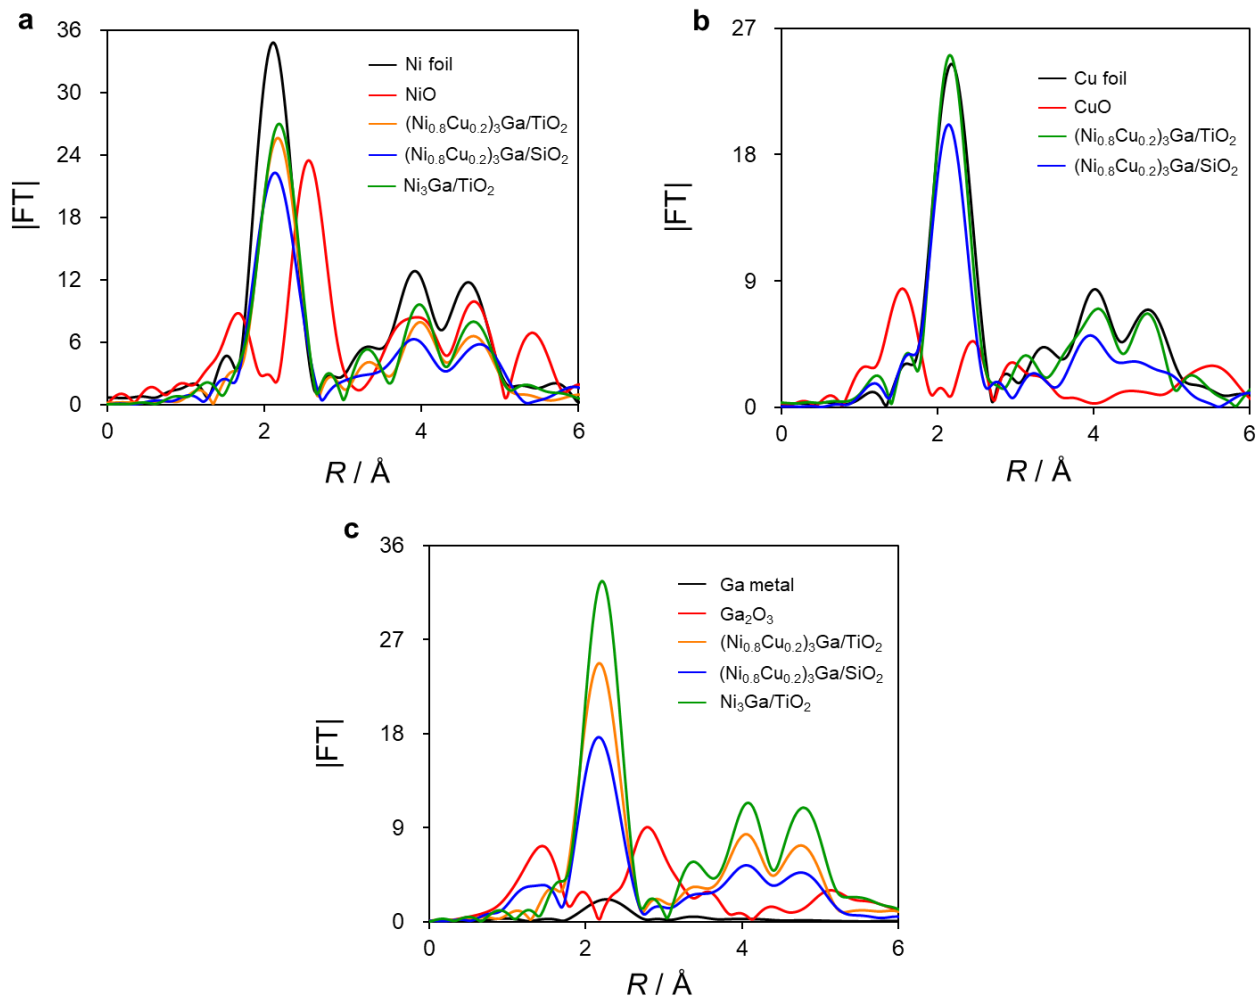 a
36
30
24
18
12
6
0
|FT|
0 2 4 6
R / Å
Ni foil
NiO
(Ni0.8Cu0.2)3Ga/TiO2
(Ni0.8Cu0.2)3Ga/SiO2
Ni3Ga/TiO2
b
27
18
9
0
|FT|
0 2 4 6
R / Å
Cu foil
CuO
(Ni0.8Cu0.2)3Ga/TiO2
(Ni0.8Cu0.2)3Ga/SiO2
c
36
27
18
9
0
|FT|
0 2 4 6
R / Å
Ga metal
Ga2O3
(Ni0.8Cu0.2)3Ga/TiO2
(Ni0.8Cu0.2)3Ga/SiO2
Ni3Ga/TiO2